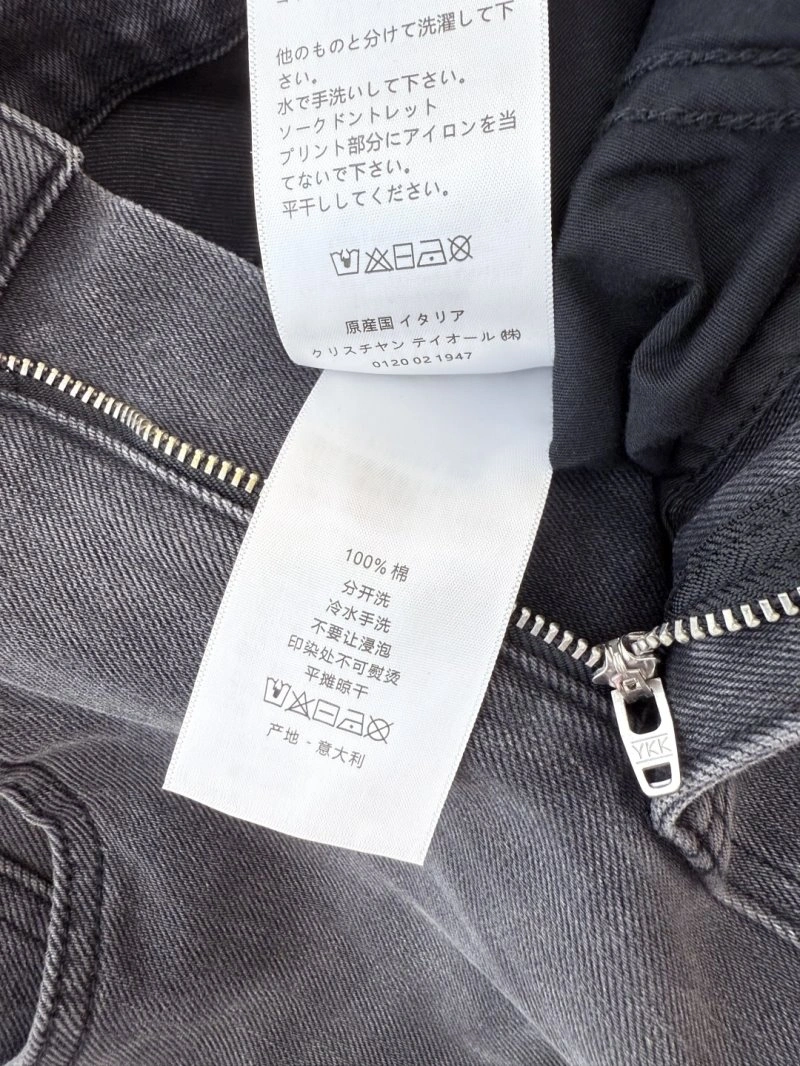 他のものと分けて洗濯して下
さい。
水で手洗いして下さい。
ソークドントレット
プリント部分にアイロンを当
てないで下さい。
平干ししてください。
原産国 イタリア
クリスチヤン テイオール ㈱
0120 02 1947
100% 棉
分开洗
冷水手洗
不要让浸泡
印染处不可熨烫
平摊晾干
产地 - 意大利
YKK